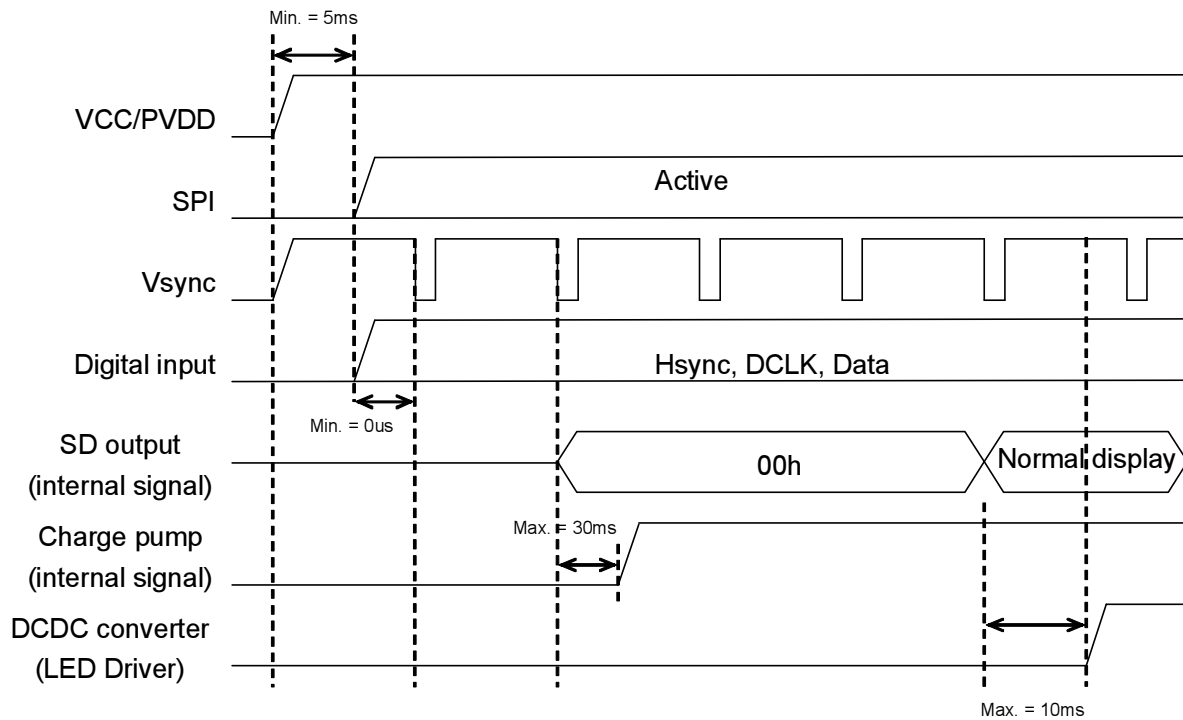 Min. = 5ms
VCC/PVDD
SPI
Active
Vsync
Digital input
Hsync, DCLK, Data
Min. = 0us
SD output
(internal signal)
00h
Normal display
Charge pump
(internal signal)
Max. = 30ms
DCDC converter
(LED Driver)
Max. = 10ms